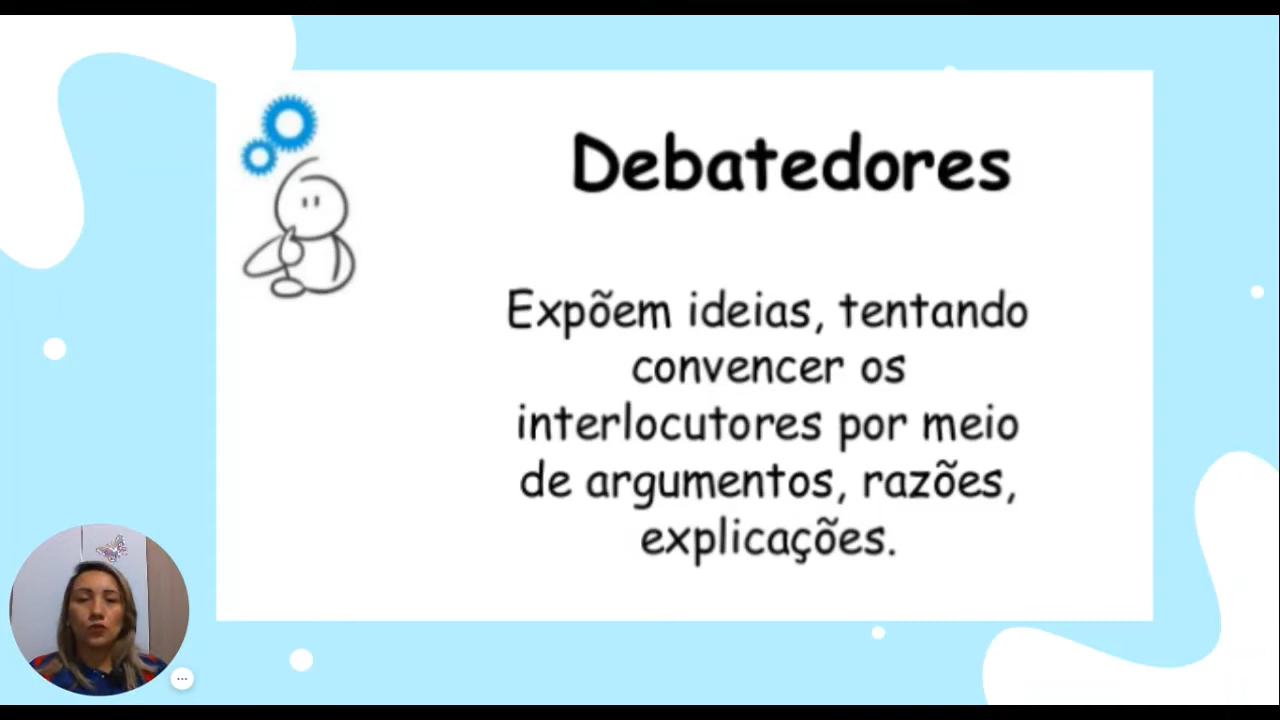 Debatedores
Expõem ideias, tentando
convencer os
interlocutores por meio
de argumentos, razões,
explicações.